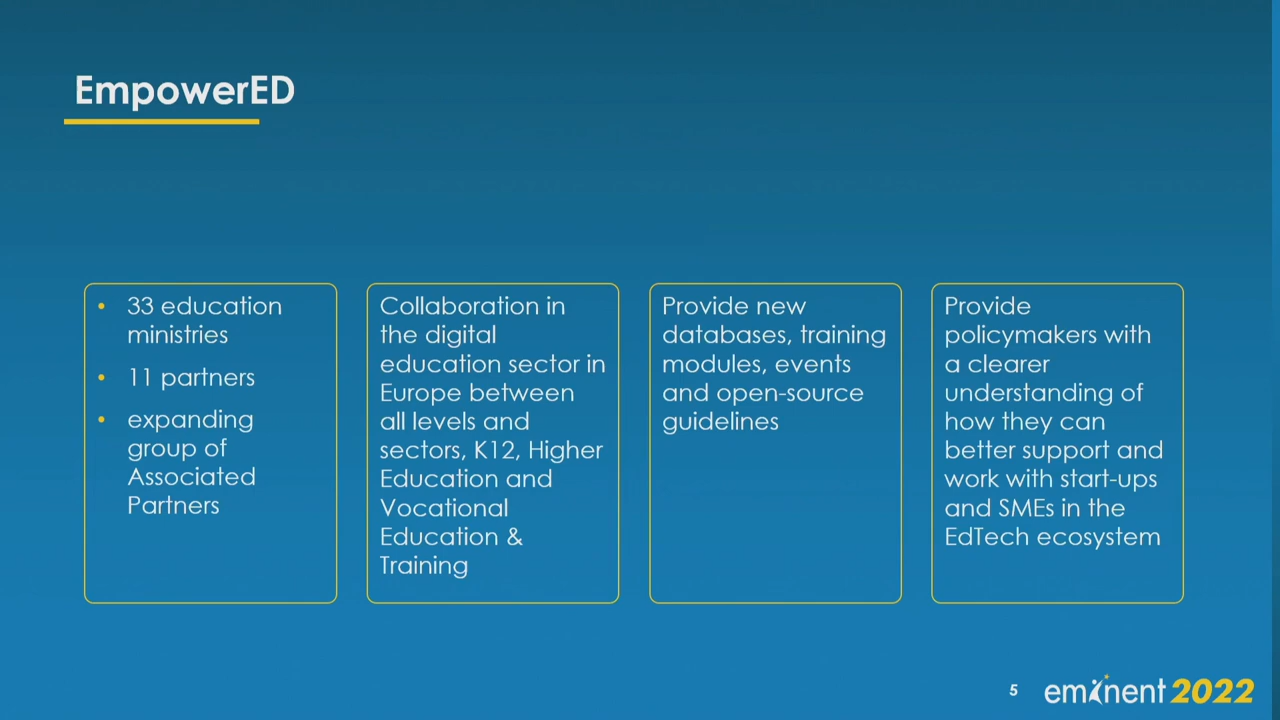 EmpowerED
• 33 education
ministries
• 11 partners
• expanding
group of
Associated
Partners
Collaboration in
the digital
education sector in
Europe between
all levels and
sectors, K12, Higher
Education and
Vocational
Education &
Training
Provide new
databases, training
modules, events
and open-source
guidelines
Provide
policymakers with
a clearer
understanding of
how they can
better support and
work with start-ups
and SMEs in the
EdTech ecosystem
5
eminent 2022